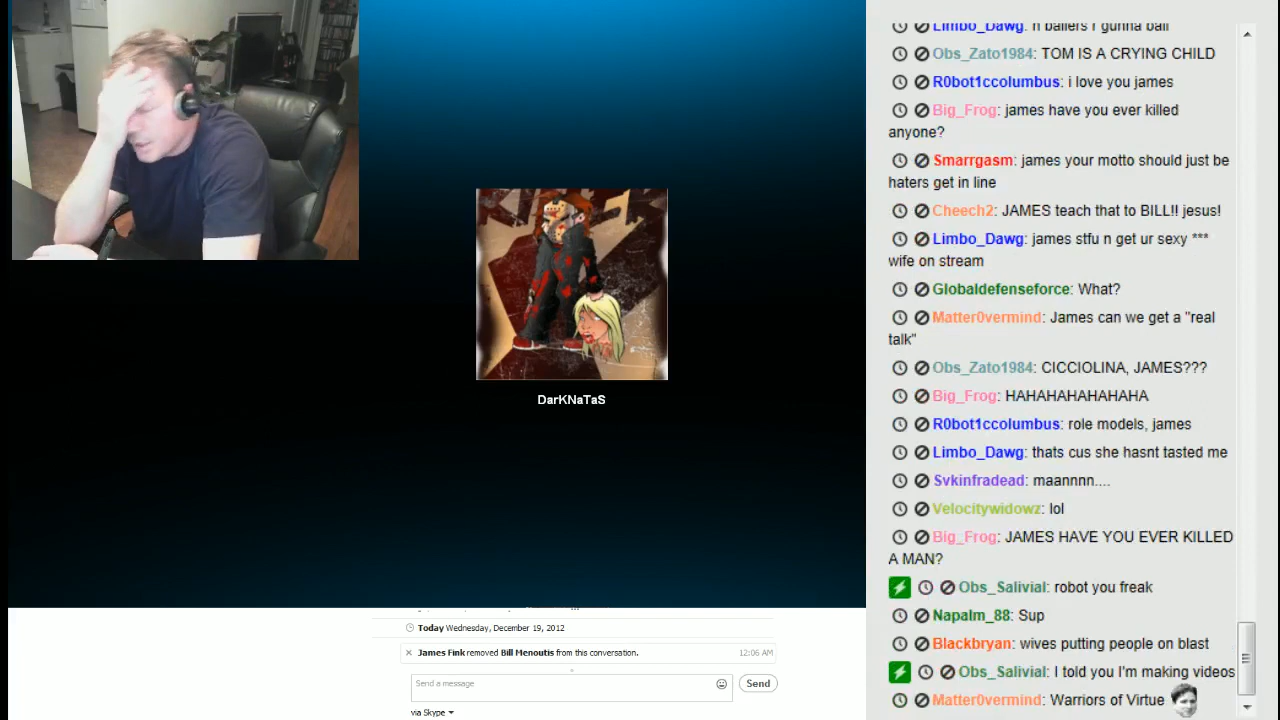 Limbo_Dawg: n ballers r gunna ball
Obs_Zato1984: TOM IS A CRYING CHILD
R0bot1ccolumbus: i love you james
Big_Frog: james have you ever killed
anyone?
Smarrgasm: james your motto should just be
haters get in line
Cheech2: JAMES teach that to BILL!! jesus!
Limbo_Dawg: james stfu n get ur sexy ***
wife on stream
Globaldefenseforce: What?
Matter0vermind: James can we get a "real
talk"
Obs_Zato1984: CICCIOLINA, JAMES???
Big_Frog: HAHAHAHAHAHAHA
R0bot1ccolumbus: role models, james
Limbo_Dawg: thats cus she hasnt tasted me
Svkinfradead: maannnn....
Velocitywidowz: lol
Big_Frog: JAMES HAVE YOU EVER KILLED
A MAN?
Obs_Salivial: robot you freak
Napalm_88: Sup
Blackbryan: wives putting people on blast
Obs_Salivial: I told you I'm making videos
Matter0vermind: Warriors of Virtue
DarKNaTaS
Today Wednesday, December 19, 2012
James Fink removed Bill Menoutis from this conversation. 12:06 AM
Send a message
Send
via Skype